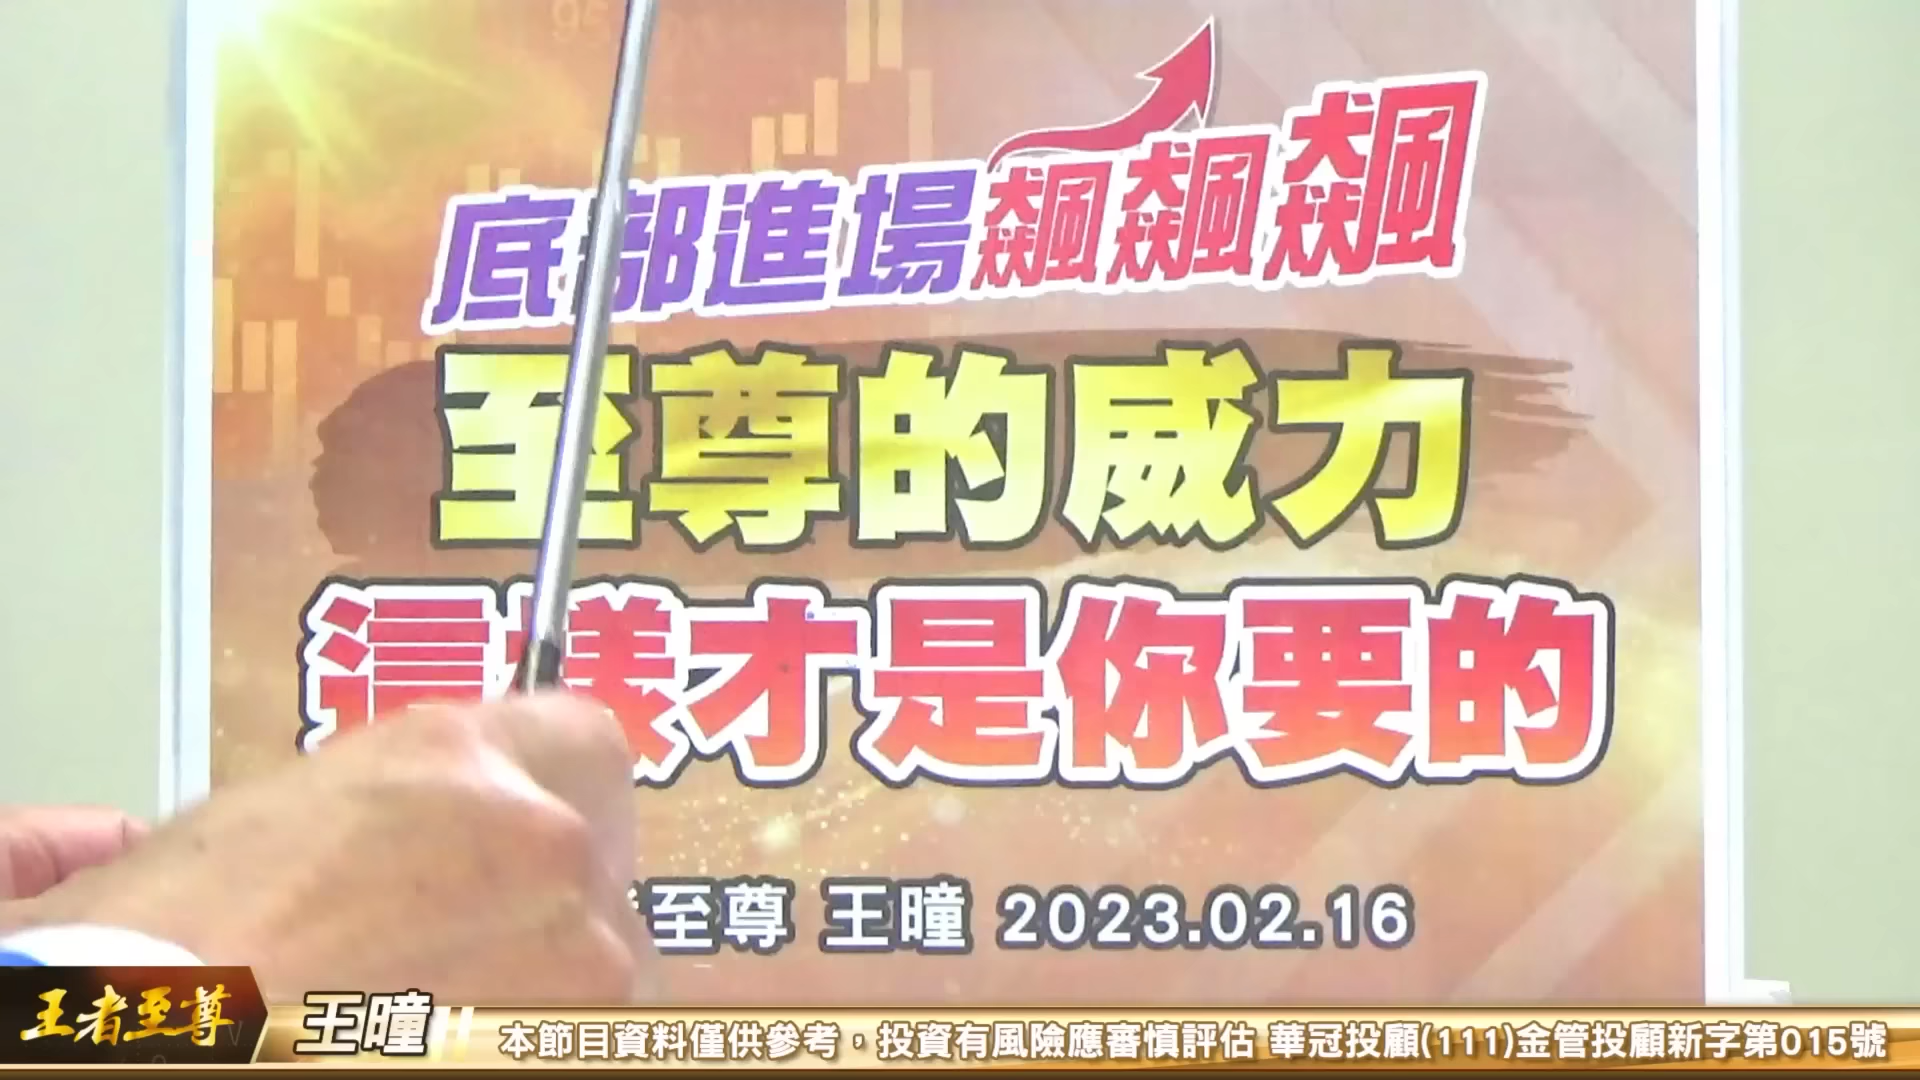 底部進場飆飆飆
至尊的威力
這樣才是你要的
至尊 王曈 2023.02.16
王者至尊
王曈
本節目資料僅供參考，投資有風險應審慎評估 華冠投顧(111)金管投顧新字第015號